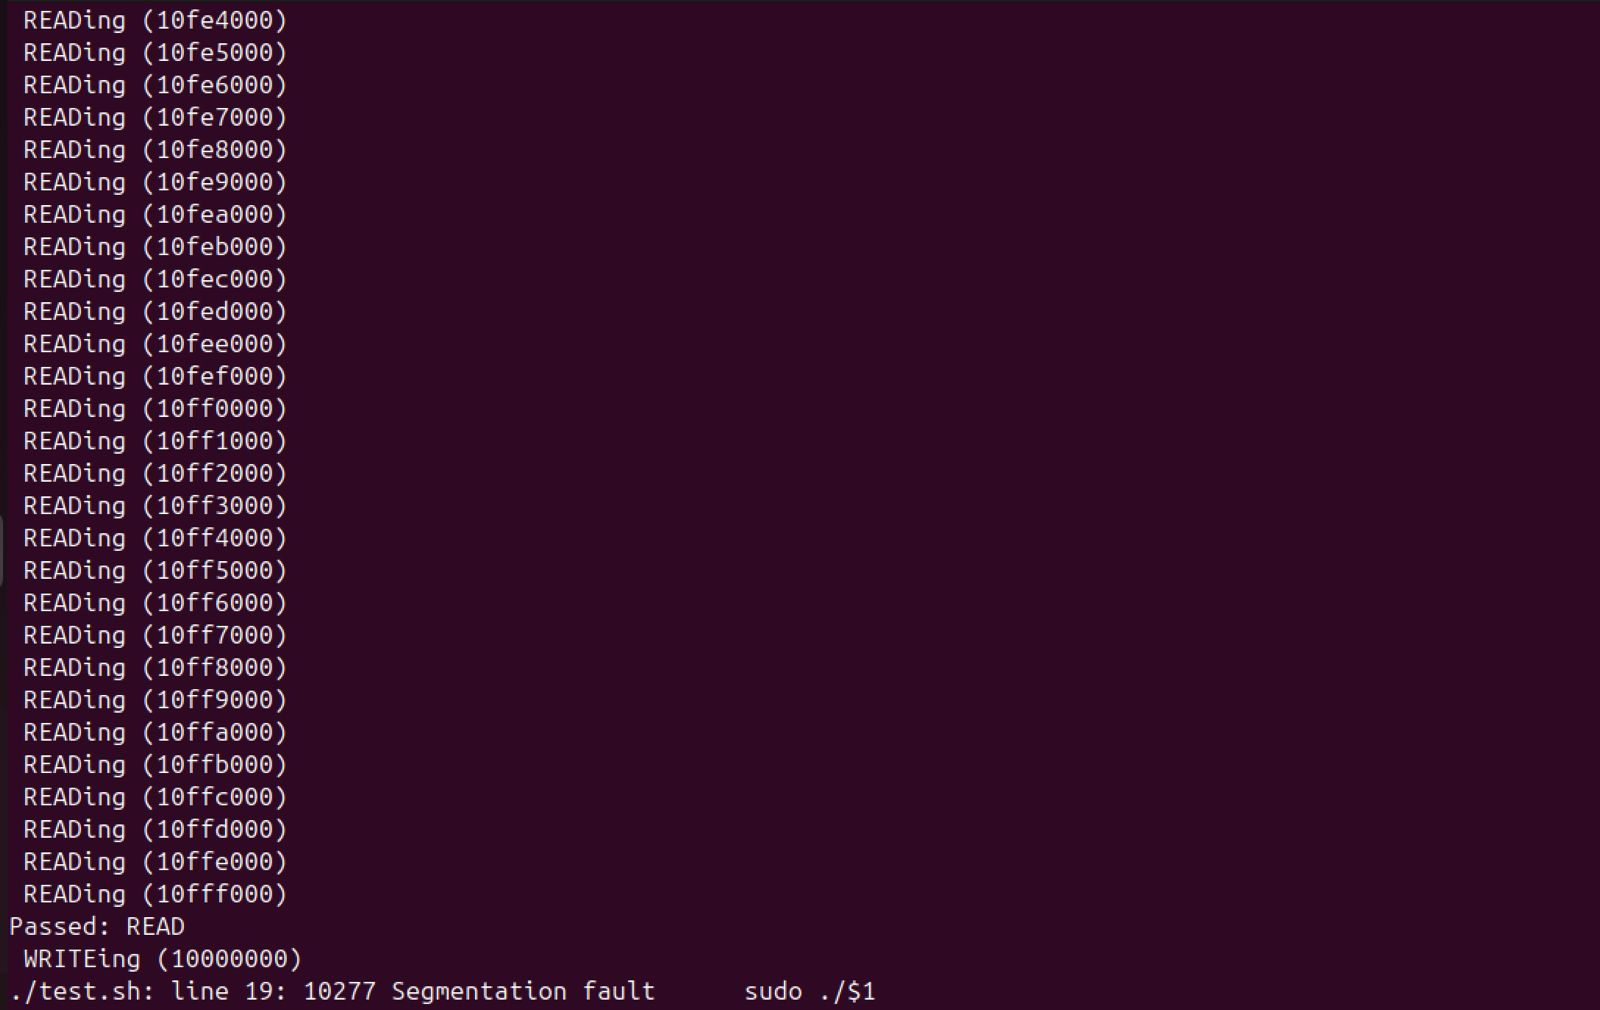 READing (10fe4000)
READing (10fe5000)
READing (10fe6000)
READing (10fe7000)
READing (10fe8000)
READing (10fe9000)
READing (10fea000)
READing (10feb000)
READing (10fec000)
READing (10fed000)
READing (10fee000)
READing (10fef000)
READing (10ff0000)
READing (10ff1000)
READing (10ff2000)
READing (10ff3000)
READing (10ff4000)
READing (10ff5000)
READing (10ff6000)
READing (10ff7000)
READing (10ff8000)
READing (10ff9000)
READing (10ffa000)
READing (10ffb000)
READing (10ffc000)
READing (10ffd000)
READing (10ffe000)
READing (10fff000)
Passed: READ
WRITEing (10000000)
./test.sh: line 19: 10277 Segmentation fault      sudo ./$1